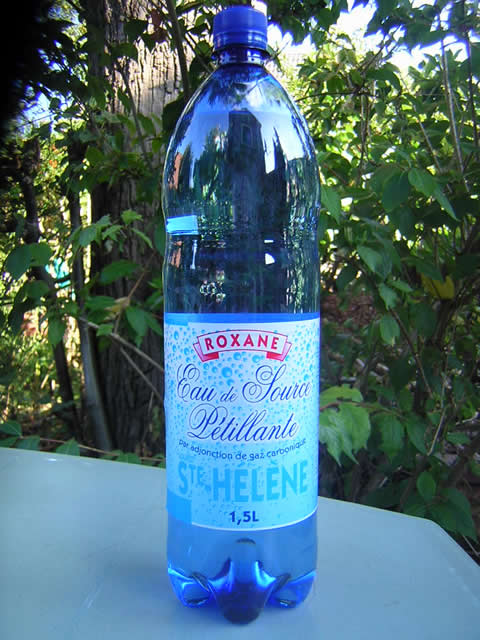 ROXANE
Eau de Source
Pétillante
par adjonction de gaz carbonique
STE-HÉLÈNE
1,5L